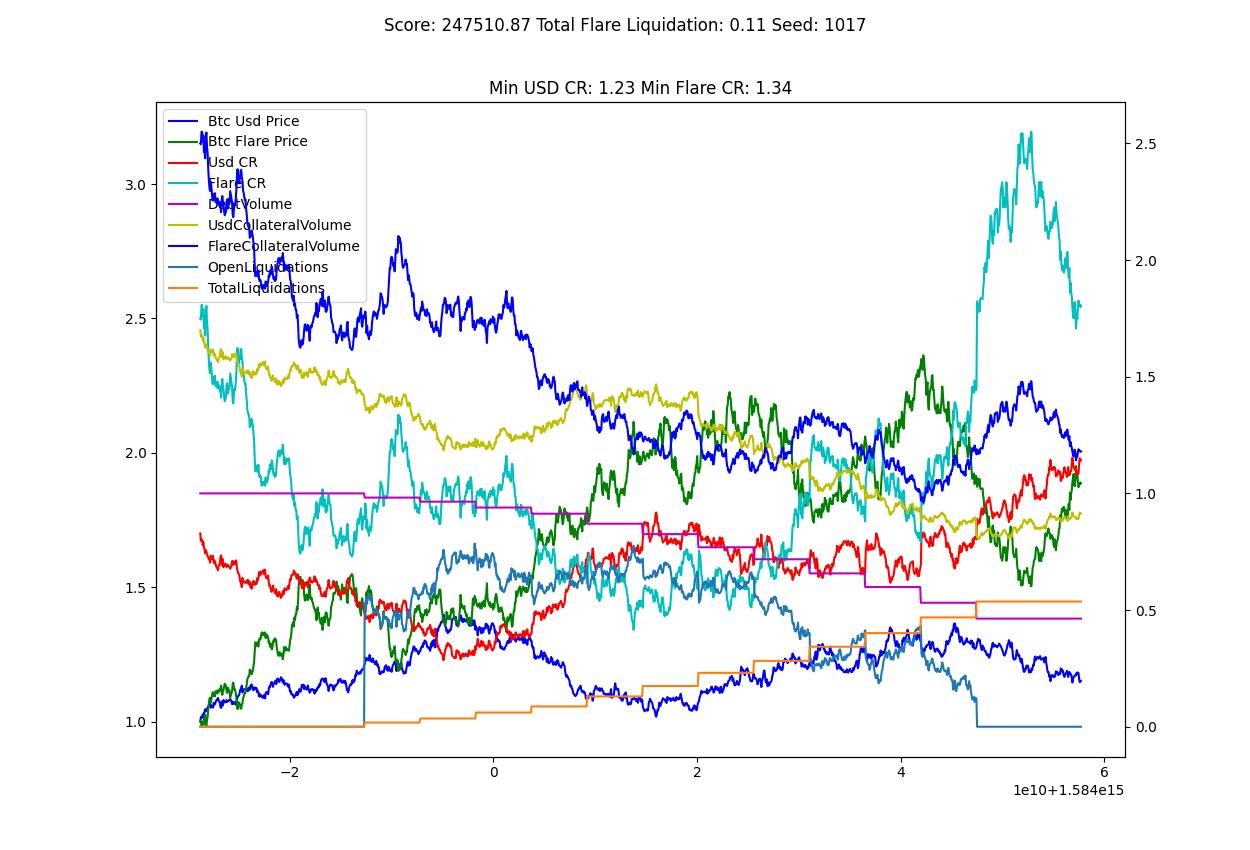 Score: 247510.87 Total Flare Liquidation: 0.11 Seed: 1017
Min USD CR: 1.23 Min Flare CR: 1.34
Btc Usd Price
Btc Flare Price
Usd CR
Flare CR
DebtVolume
UsdCollateralVolume
FlareCollateralVolume
OpenLiquidations
TotalLiquidations
3.0
2.5
2.0
1.5
1.0
2.5
2.0
1.5
1.0
0.5
0.0
−2
0
2
4
6
1e10+1.584e15